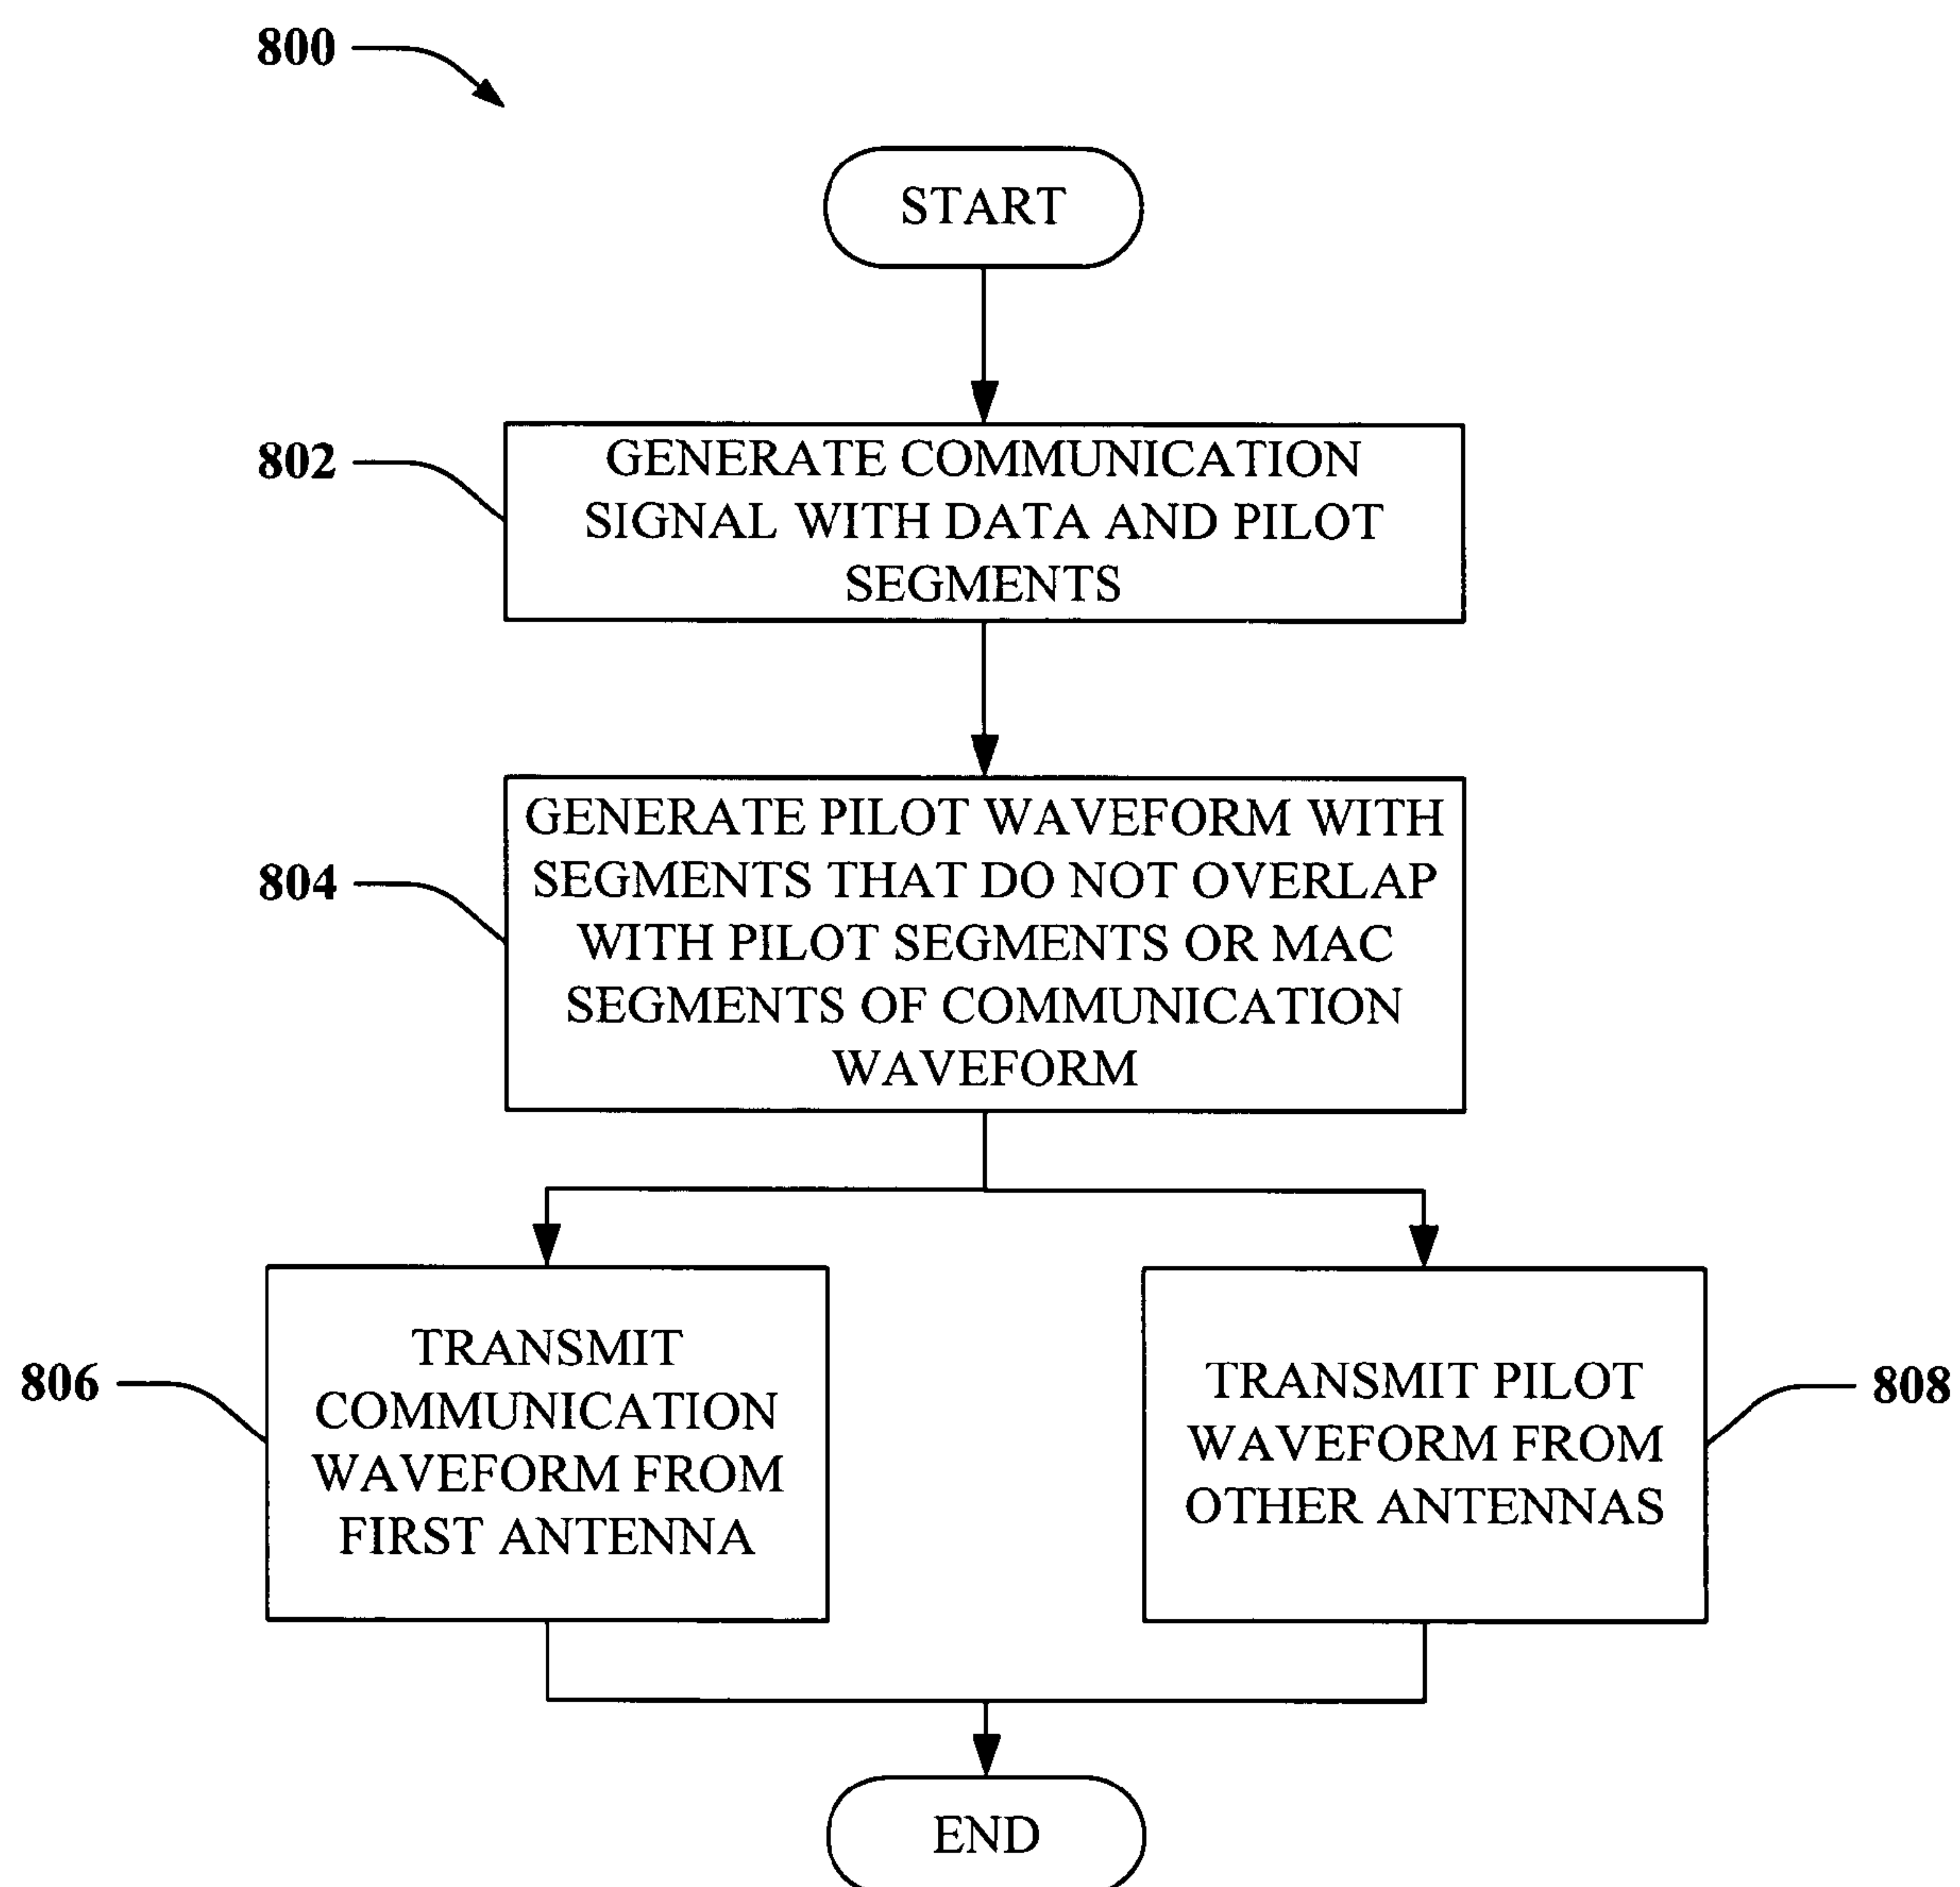 800
START
802
GENERATE COMMUNICATION
SIGNAL WITH DATA AND PILOT
SEGMENTS
804
GENERATE PILOT WAVEFORM WITH
SEGMENTS THAT DO NOT OVERLAP
WITH PILOT SEGMENTS OR MAC
SEGMENTS OF COMMUNICATION
WAVEFORM
806
TRANSMIT
COMMUNICATION
WAVEFORM FROM
FIRST ANTENNA
TRANSMIT PILOT
WAVEFORM FROM
OTHER ANTENNAS
808
END